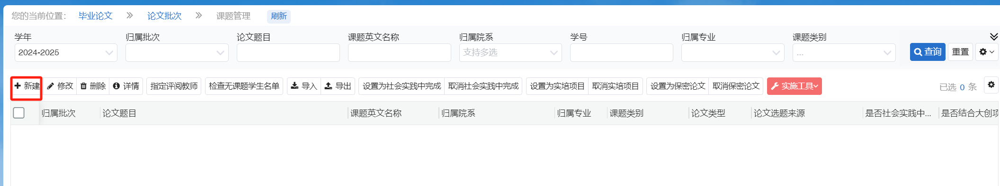 您的当前位置： 毕业论文 论文批次 课题管理 刷新
学年 归属批次 论文题目 课题英文名称 归属院系 学号 归属专业 课题类别
2024-2025 支持多选 ... 查询 重置
新建 修改 删除 详情 指定评阅教师 检查无课题学生名单 导入 导出 设置为社会实践中完成 取消社会实践中完成 设置为实培项目 取消实培项目 设置为保密论文 取消保密论文 实施工具 已选 0 条
归属批次 论文题目 课题英文名称 归属院系 归属专业 课题类别 论文类型 论文选题来源 是否社会实践中... 是否结合大创项